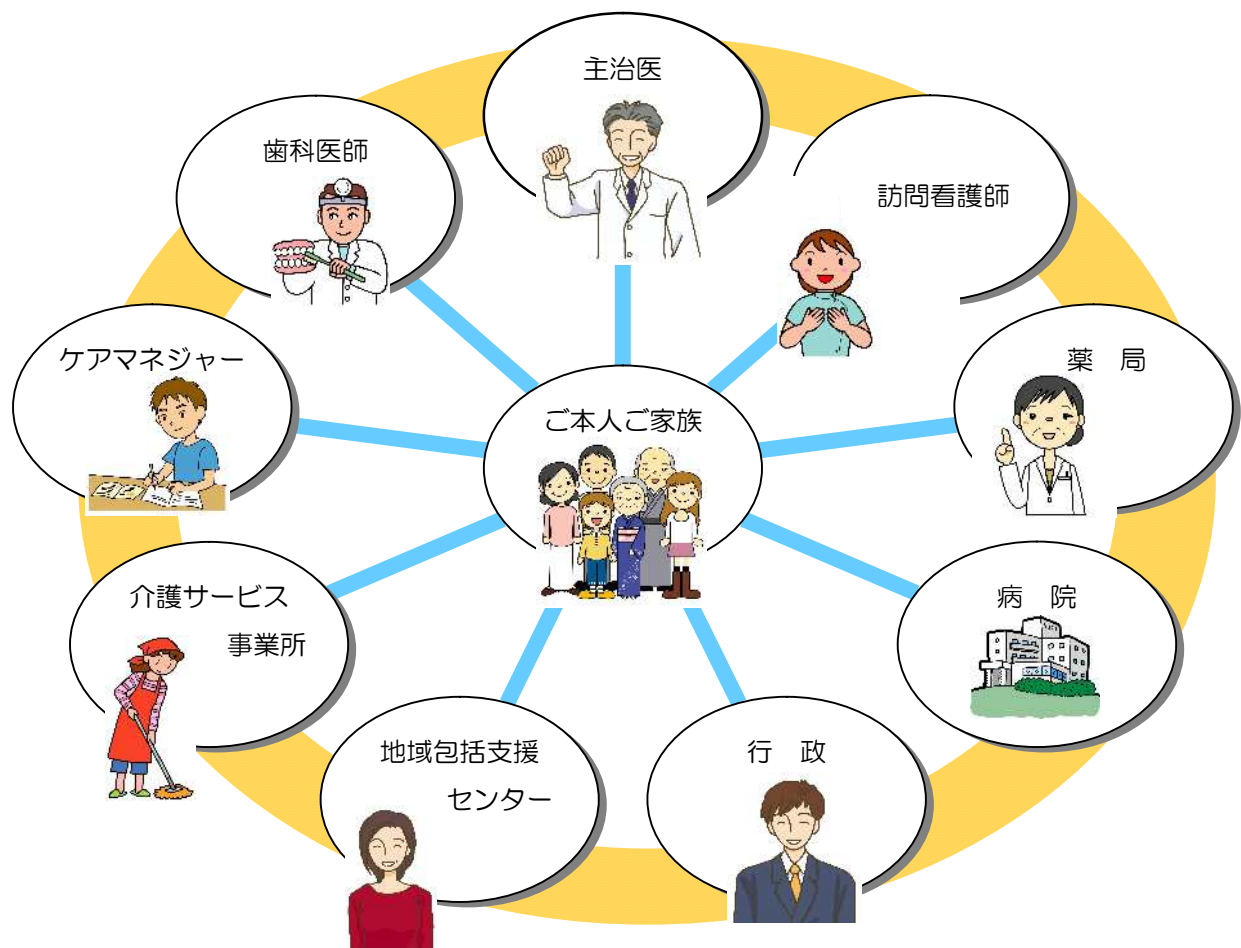 主治医
歯科医師
訪問看護師
ケアマネジャー
薬　局
ご本人ご家族
介護サービス
事業所
病　院
地域包括支援
センター
行　政